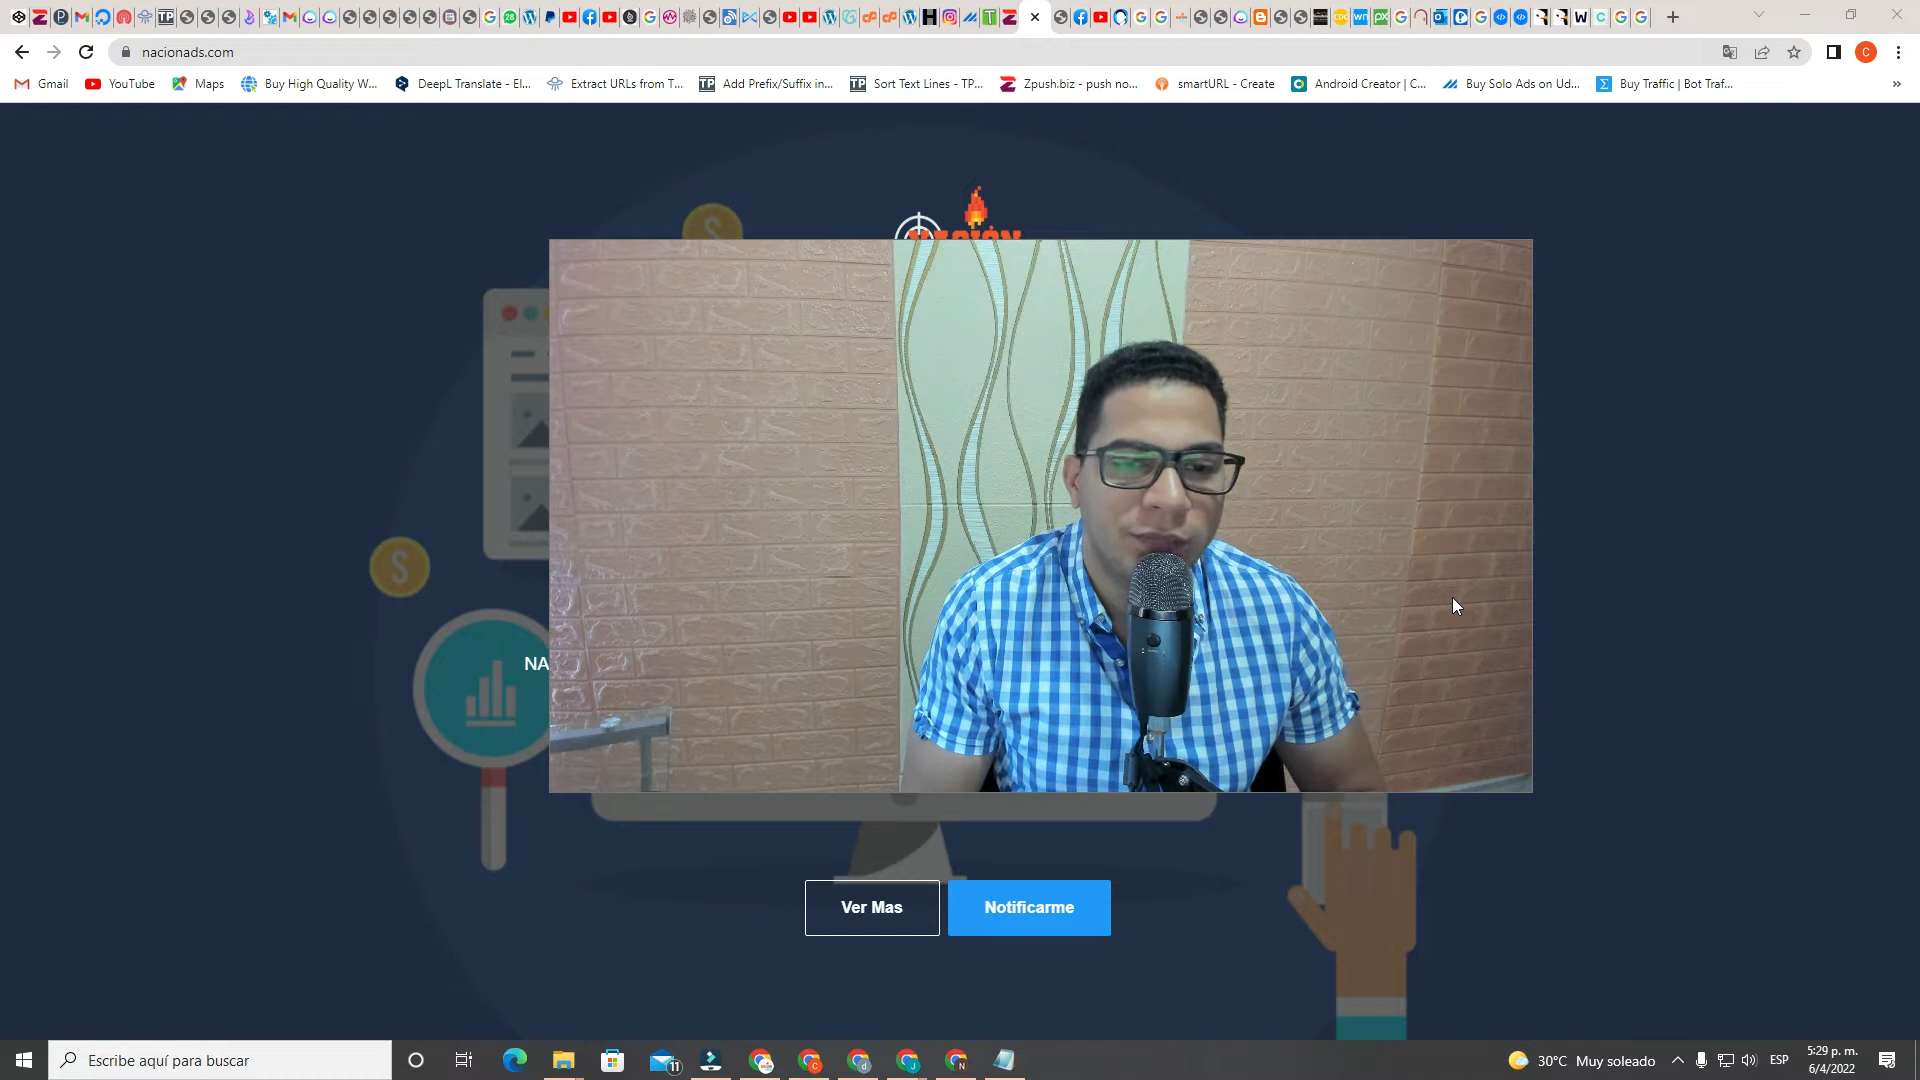 nacionads.com
Gmail
YouTube
Maps
Buy High Quality W...
DeepL Translate - El...
Extract URLs from T...
Add Prefix/Suffix in...
Sort Text Lines - TP...
Zpush.biz - push no...
smartURL - Create
Android Creator | C...
Buy Solo Ads on Ud...
Buy Traffic | Bot Traf...
NA
Ver Mas
Notificarme
Escribe aquí para buscar
11
30°C Muy soleado
ESP
5:29 p. m.
6/4/2022